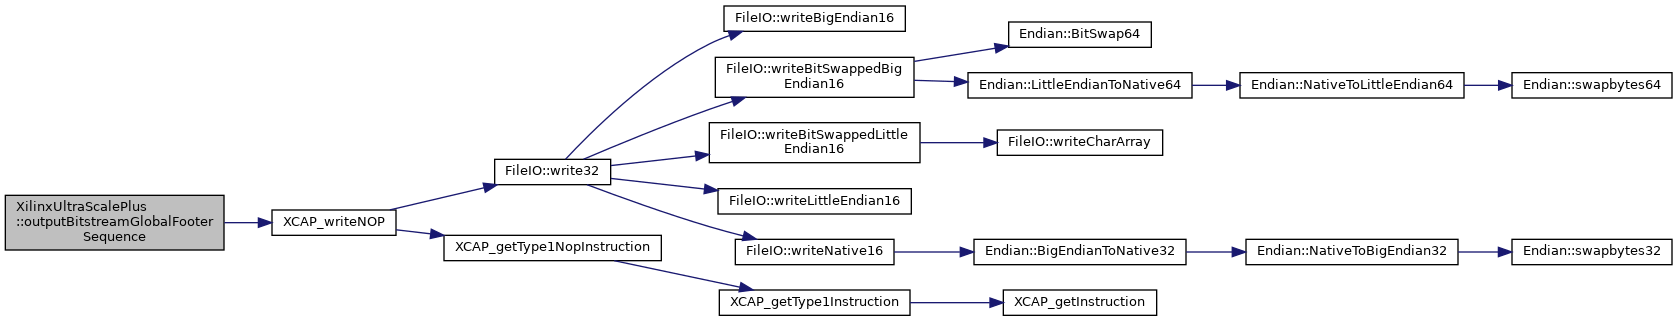 FileIO::writeBigEndian16
Endian::BitSwap64
FileIO::writeBitSwappedBig
Endian16
Endian::LittleEndianToNative64
Endian::NativeToLittleEndian64
Endian::swapbytes64
FileIO::writeBitSwappedLittle
Endian16
FileIO::writeCharArray
FileIO::write32
FileIO::writeLittleEndian16
XilinxUltraScalePlus
::outputBitstreamGlobalFooter
Sequence
XCAP_writeNOP
XCAP_getType1NopInstruction
FileIO::writeNative16
Endian::BigEndianToNative32
Endian::NativeToBigEndian32
Endian::swapbytes32
XCAP_getType1Instruction
XCAP_getInstruction